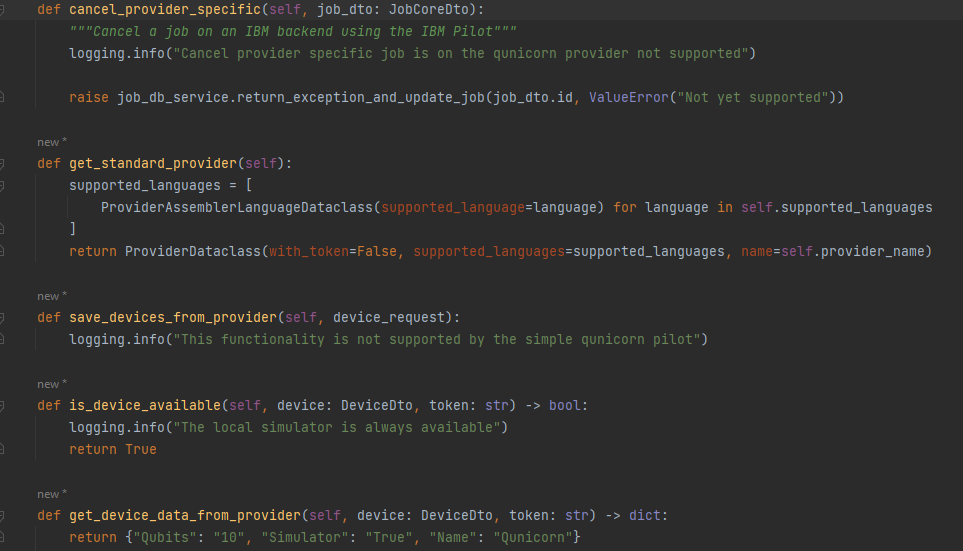 def cancel_provider_specific(self, job_dto: JobCoreDto):
"""Cancel a job on an IBM backend using the IBM Pilot"""
logging.info("Cancel provider specific job is on the qunicorn provider not supported")
raise job_db_service.return_exception_and_update_job(job_dto.id, ValueError("Not yet supported"))
new *
def get_standard_provider(self):
supported_languages = [
ProviderAssemblerLanguageDataclass(supported_language=language) for language in self.supported_languages
]
return ProviderDataclass(with_token=False, supported_languages=supported_languages, name=self.provider_name)
new *
def save_devices_from_provider(self, device_request):
logging.info("This functionality is not supported by the simple qunicorn pilot")
new *
def is_device_available(self, device: DeviceDto, token: str) -> bool:
logging.info("The local simulator is always available")
return True
new *
def get_device_data_from_provider(self, device: DeviceDto, token: str) -> dict:
return {"Qubits": "10", "Simulator": "True", "Name": "Qunicorn"}